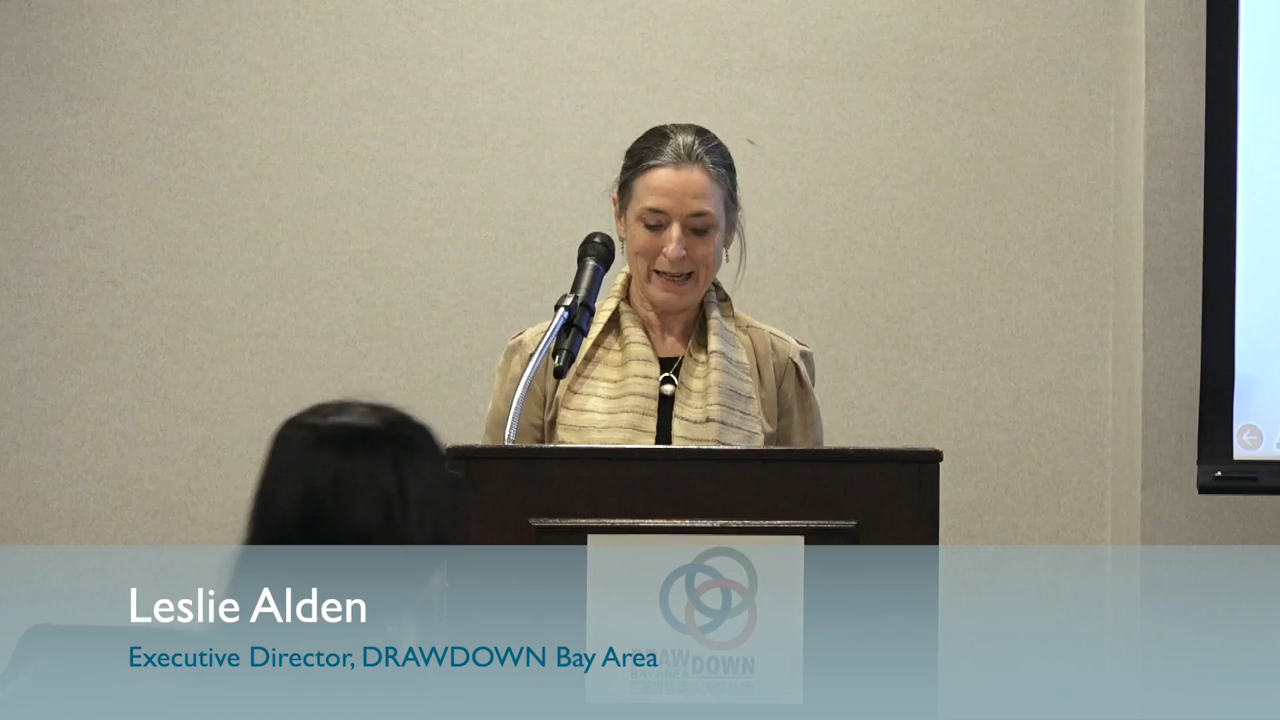 Leslie Alden
Executive Director, DRAWDOWN Bay Area
DRAWDOWN
BAY AREA